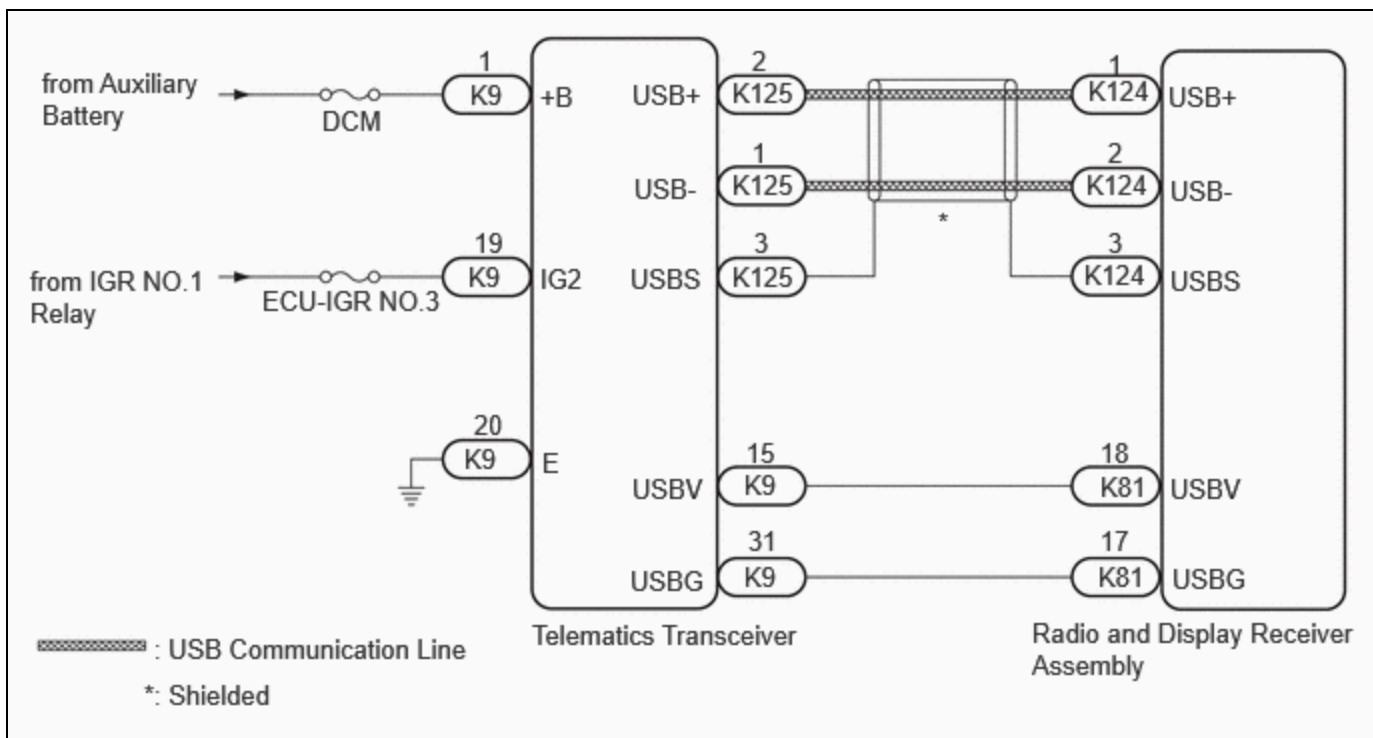 from Auxiliary
Battery
DCM
1
K9
+B
2
USB+
K125
1
K124
USB+
1
USB-
K125
2
K124
USB-
from IGR NO.1
Relay
ECU-IGR NO.3
19
K9
IG2
3
USBS
K125
*
3
K124
USBS
20
K9
E
15
USBV
K9
18
K81
USBV
31
USBG
K9
17
K81
USBG
Telematics Transceiver
Radio and Display Receiver
Assembly
: USB Communication Line
*: Shielded